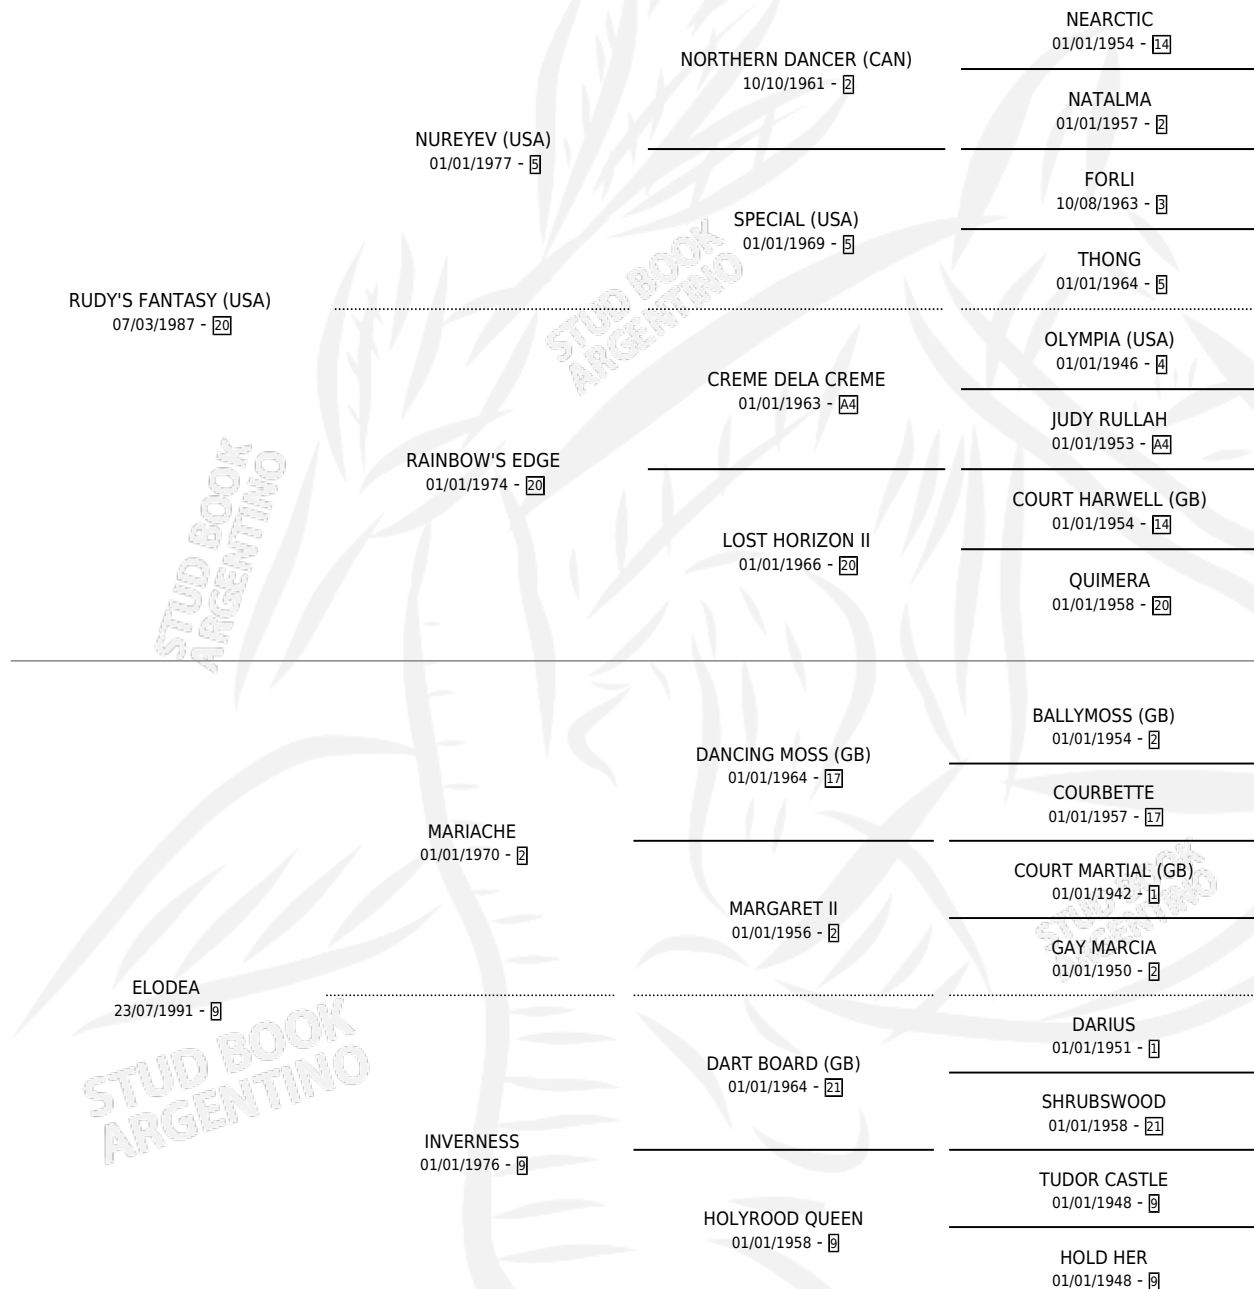 NEARCTIC
01/01/1954 - 14
NORTHERN DANCER (CAN)
10/10/1961 - 2
NATALMA
01/01/1957 - 2
NUREYEV (USA)
01/01/1977 - 5
FORLI
10/08/1963 - 3
SPECIAL (USA)
01/01/1969 - 5
THONG
01/01/1964 - 5
RUDY'S FANTASY (USA)
07/03/1987 - 20
STUD BOOK
ARGENTINO
OLYMPIA (USA)
01/01/1946 - 4
CREME DELA CREME
01/01/1963 - A4
JUDY RULLAH
01/01/1953 - A4
RAINBOW'S EDGE
01/01/1974 - 20
COURT HARWELL (GB)
01/01/1954 - 14
LOST HORIZON II
01/01/1966 - 20
QUIMERA
01/01/1958 - 20
STUD BOOK
ARGENTINO
BALLYMOSS (GB)
01/01/1954 - 2
DANCING MOSS (GB)
01/01/1964 - 17
COURBETTE
01/01/1957 - 17
MARIACHE
01/01/1970 - 2
COURT MARTIAL (GB)
01/01/1942 - 1
MARGARET II
01/01/1956 - 2
GAY MARCIA
01/01/1950 - 2
STUD BOOK
ARGENTINO
ELODEA
23/07/1991 - 9
DARIUS
01/01/1951 - 1
DART BOARD (GB)
01/01/1964 - 21
SHRUBSWOOD
01/01/1958 - 21
STUD BOOK
ARGENTINO
INVERNESS
01/01/1976 - 9
TUDOR CASTLE
01/01/1948 - 9
HOLYROOD QUEEN
01/01/1958 - 9
HOLD HER
01/01/1948 - 9